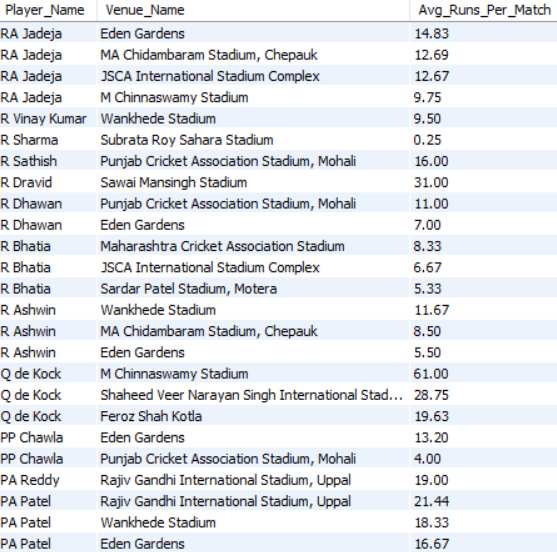 Player_Name Venue_Name Avg_Runs_Per_Match
RA Jadeja Eden Gardens 14.83
RA Jadeja MA Chidambaram Stadium, Chepauk 12.69
RA Jadeja JSCA International Stadium Complex 12.67
RA Jadeja M Chinnaswamy Stadium 9.75
R Vinay Kumar Wankhede Stadium 9.50
R Sharma Subrata Roy Sahara Stadium 0.25
R Sathish Punjab Cricket Association Stadium, Mohali 16.00
R Dravid Sawai Mansingh Stadium 31.00
R Dhawan Punjab Cricket Association Stadium, Mohali 11.00
R Dhawan Eden Gardens 7.00
R Bhatia Maharashtra Cricket Association Stadium 8.33
R Bhatia JSCA International Stadium Complex 6.67
R Bhatia Sardar Patel Stadium, Motera 5.33
R Ashwin Wankhede Stadium 11.67
R Ashwin MA Chidambaram Stadium, Chepauk 8.50
R Ashwin Eden Gardens 5.50
Q de Kock M Chinnaswamy Stadium 61.00
Q de Kock Shaheed Veer Narayan Singh International Stad... 28.75
Q de Kock Feroz Shah Kotla 19.63
PP Chawla Eden Gardens 13.20
PP Chawla Punjab Cricket Association Stadium, Mohali 4.00
PA Reddy Rajiv Gandhi International Stadium, Uppal 19.00
PA Patel Rajiv Gandhi International Stadium, Uppal 21.44
PA Patel Wankhede Stadium 18.33
PA Patel Eden Gardens 16.67